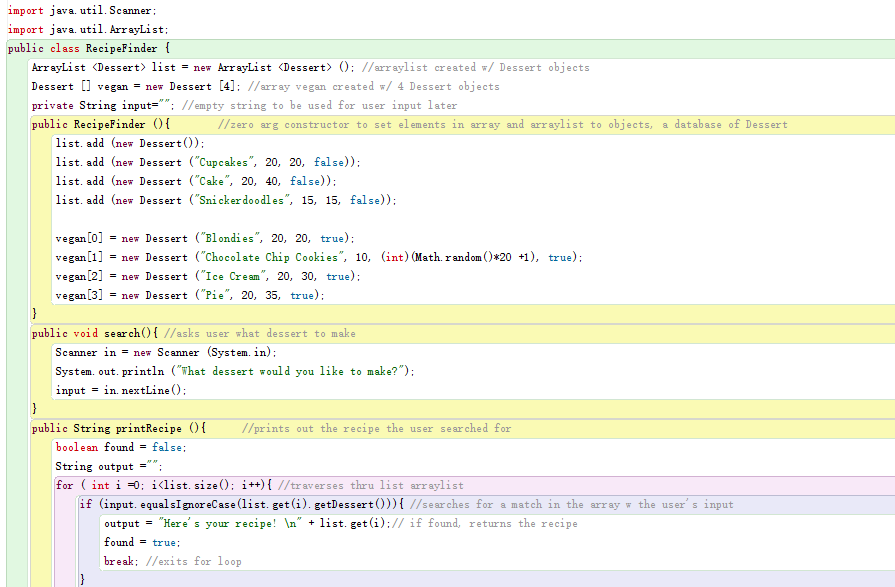 import java.util.Scanner;
import java.util.ArrayList;
public class RecipeFinder {
ArrayList <Dessert> list = new ArrayList <Dessert> (); //arraylist created w/ Dessert objects
Dessert [] vegan = new Dessert [4]; //array vegan created w/ 4 Dessert objects
private String input=""; //empty string to be used for user input later
public RecipeFinder (){ //zero arg constructor to set elements in array and arraylist to objects, a database of Dessert
list.add (new Dessert());
list.add (new Dessert ("Cupcakes", 20, 20, false));
list.add (new Dessert ("Cake", 20, 40, false));
list.add (new Dessert ("Snickerdoodles", 15, 15, false));
vegan[0] = new Dessert ("Blondies", 20, 20, true);
vegan[1] = new Dessert ("Chocolate Chip Cookies", 10, (int)(Math.random()*20 +1), true);
vegan[2] = new Dessert ("Ice Cream", 20, 30, true);
vegan[3] = new Dessert ("Pie", 20, 35, true);
}
public void search(){ //asks user what dessert to make
Scanner in = new Scanner (System.in);
System.out.println ("What dessert would you like to make?");
input = in.nextLine();
}
public String printRecipe (){ //prints out the recipe the user searched for
boolean found = false;
String output ="";
for ( int i =0; i<list.size(); i++){ //traverses thru list arraylist
if (input.equalsIgnoreCase(list.get(i).getDessert())){ //searches for a match in the array w the user's input
output = "Here's your recipe! \n" + list.get(i);// if found, returns the recipe
found = true;
break; //exits for loop
}